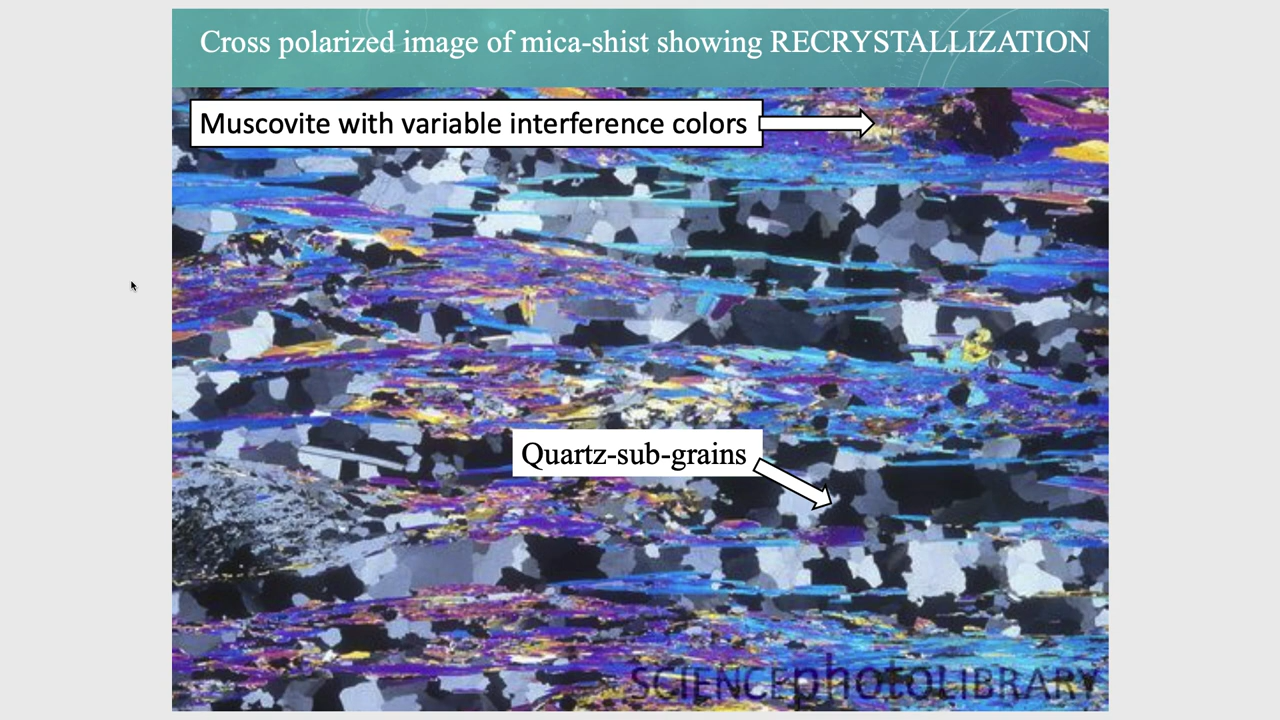 Cross polarized image of mica-shist showing RECRYSTALLIZATION
Muscovite with variable interference colors
Quartz-sub-grains
SCIENCEphotoLIBRARY